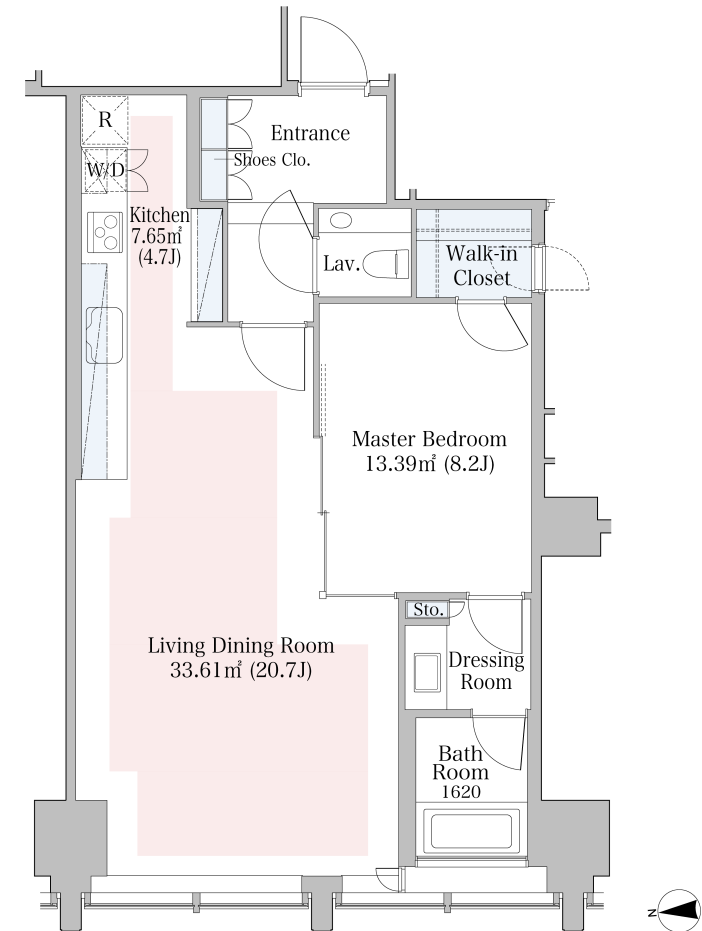 R
Entrance
W/D
Shoes Clo.
Kitchen
7.65㎡
(4.7J)
Lav.
Walk-in
Closet
Master Bedroom
13.39㎡ (8.2J)
Sto.
Living Dining Room
33.61㎡ (20.7J)
Dressing
Room
Bath
Room
1620
N